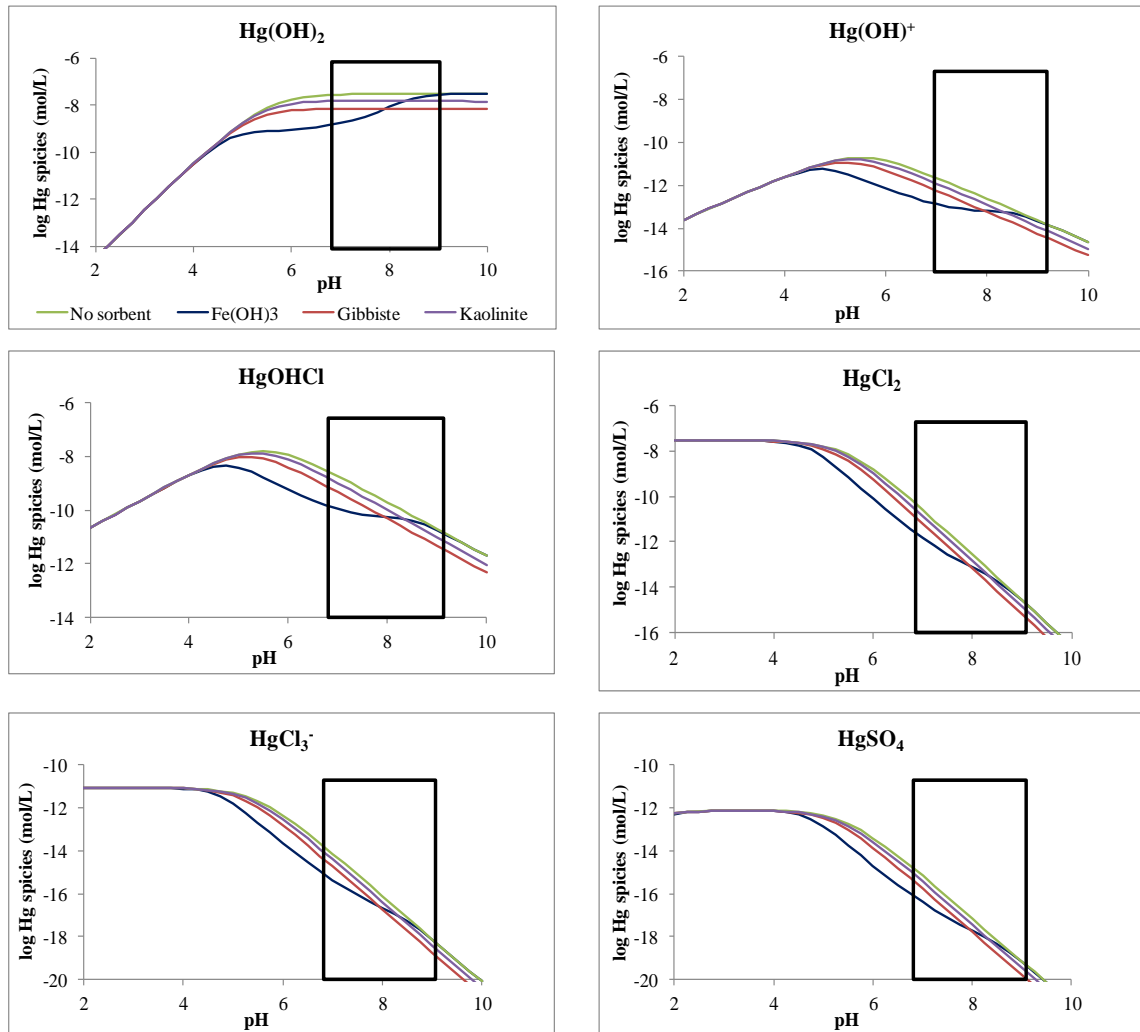 Hg(OH)₂
log Hg spicies (mol/L)
-6
-8
-10
-12
-14
2 4 6 8 10
pH
No sorbent Fe(OH)3 Gibbiste Kaolinite
Hg(OH)⁺
log Hg spicies (mol/L)
-6
-8
-10
-12
-14
-16
2 4 6 8 10
pH
HgOHCl
log Hg spicies (mol/L)
-6
-8
-10
-12
-14
2 4 6 8 10
pH
HgCl₂
log Hg spicies (mol/L)
-6
-8
-10
-12
-14
-16
2 4 6 8 10
pH
HgCl₃⁻
log Hg spicies (mol/L)
-10
-12
-14
-16
-18
-20
2 4 6 8 10
pH
HgSO₄
log Hg spicies (mol/L)
-10
-12
-14
-16
-18
-20
2 4 6 8 10
pH